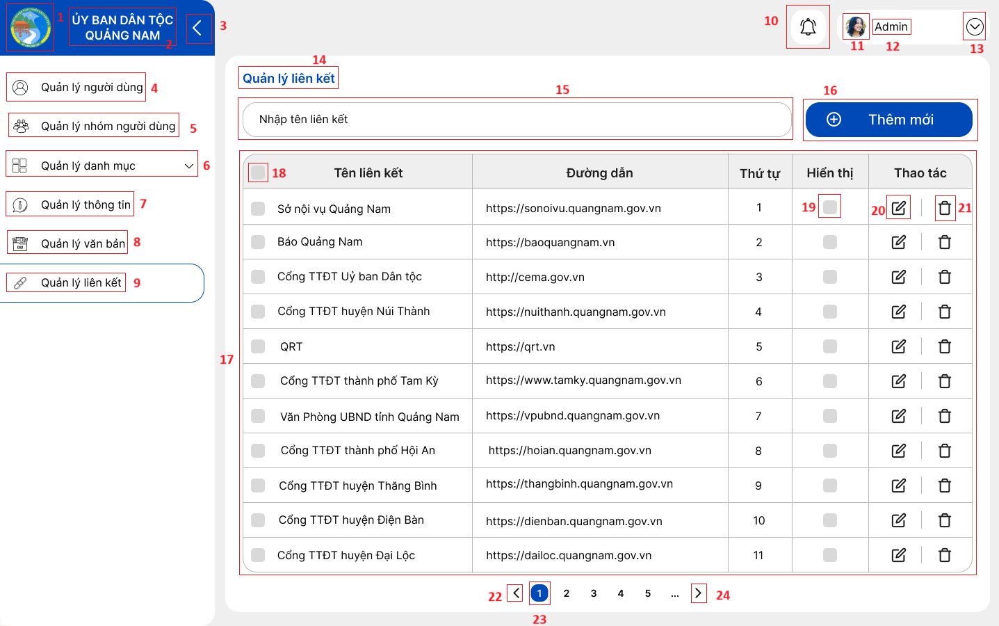 1
ỦY BAN DÂN TỘC
QUẢNG NAM
2
3
Quản lý người dùng
4
Quản lý nhóm người dùng
5
Quản lý danh mục
6
Quản lý thông tin
7
Quản lý văn bản
8
Quản lý liên kết
9
10
11
Admin
12
13
14
Quản lý liên kết
15
Nhập tên liên kết
16
Thêm mới
17
18
Tên liên kết Đường dẫn Thứ tự Hiển thị Thao tác
Sở nội vụ Quảng Nam https://sonoivu.quangnam.gov.vn 1 19 20 21
Báo Quảng Nam https://baoquangnam.vn 2
Cổng TTĐT Uỷ ban Dân tộc http://cema.gov.vn 3
Cổng TTĐT huyện Núi Thành https://nuithanh.quangnam.gov.vn 4
QRT https://qrt.vn 5
Cổng TTĐT thành phố Tam Kỳ https://www.tamky.quangnam.gov.vn 6
Văn Phòng UBND tỉnh Quảng Nam https://vpubnd.quangnam.gov.vn 7
Cổng TTĐT thành phố Hội An https://hoian.quangnam.gov.vn 8
Cổng TTĐT huyện Thăng Bình https://thangbinh.quangnam.gov.vn 9
Cổng TTĐT huyện Điện Bàn https://dienban.quangnam.gov.vn 10
Cổng TTĐT huyện Đại Lộc https://dailoc.quangnam.gov.vn 11
22 1 2 3 4 5 ... 24
23